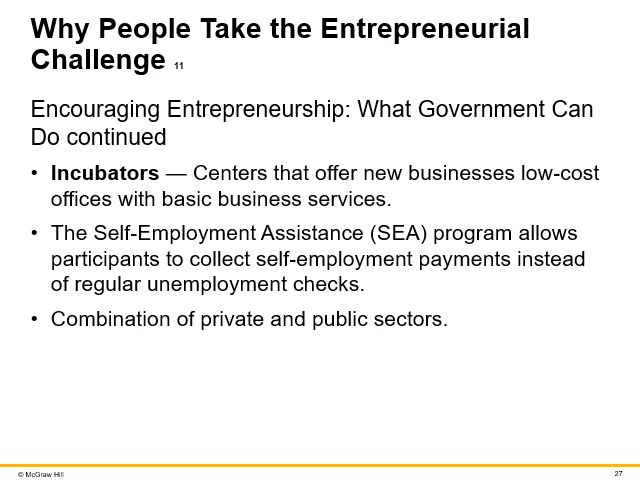 Why People Take the Entrepreneurial
Challenge 11
Encouraging Entrepreneurship: What Government Can
Do continued
• Incubators — Centers that offer new businesses low-cost
offices with basic business services.
• The Self-Employment Assistance (SEA) program allows
participants to collect self-employment payments instead
of regular unemployment checks.
• Combination of private and public sectors.
© McGraw Hill
27